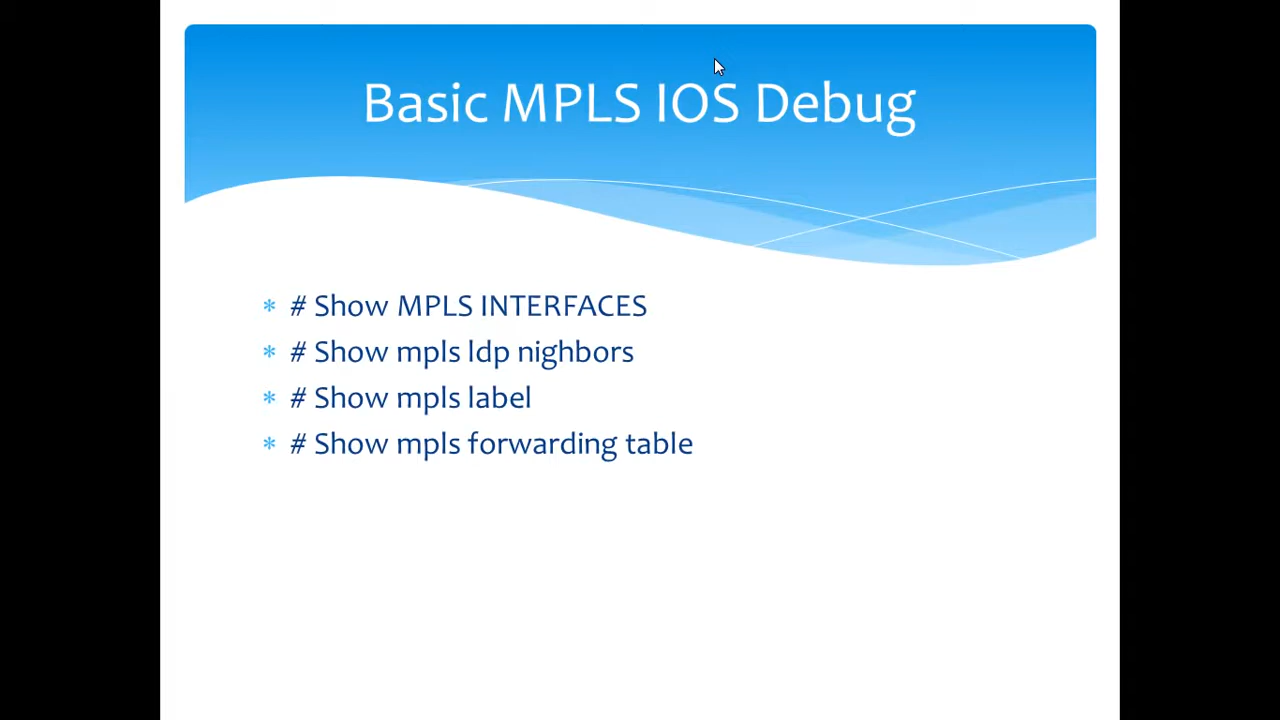 Basic MPLS IOS Debug
* # Show MPLS INTERFACES
* # Show mpls ldp nighbors
* # Show mpls label
* # Show mpls forwarding table